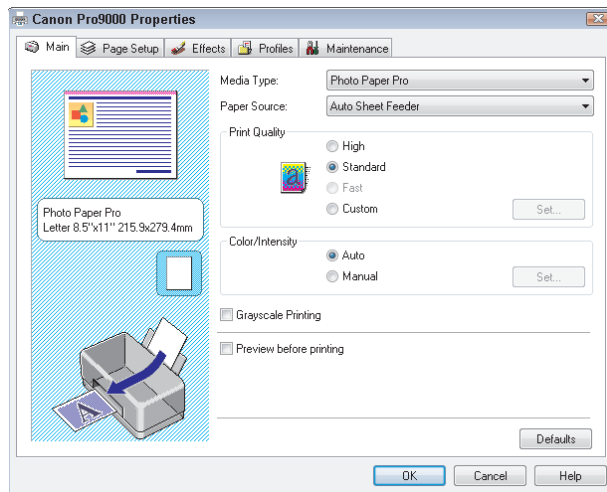 Canon Pro9000 Properties
Main Page Setup Effects Profiles Maintenance
Media Type: Photo Paper Pro
Paper Source: Auto Sheet Feeder
Print Quality
High
Standard
Fast
Custom Set...
Photo Paper Pro
Letter 8.5"x11" 215.9x279.4mm
Color/Intensity
Auto
Manual Set...
Grayscale Printing
Preview before printing
Defaults
OK Cancel Help